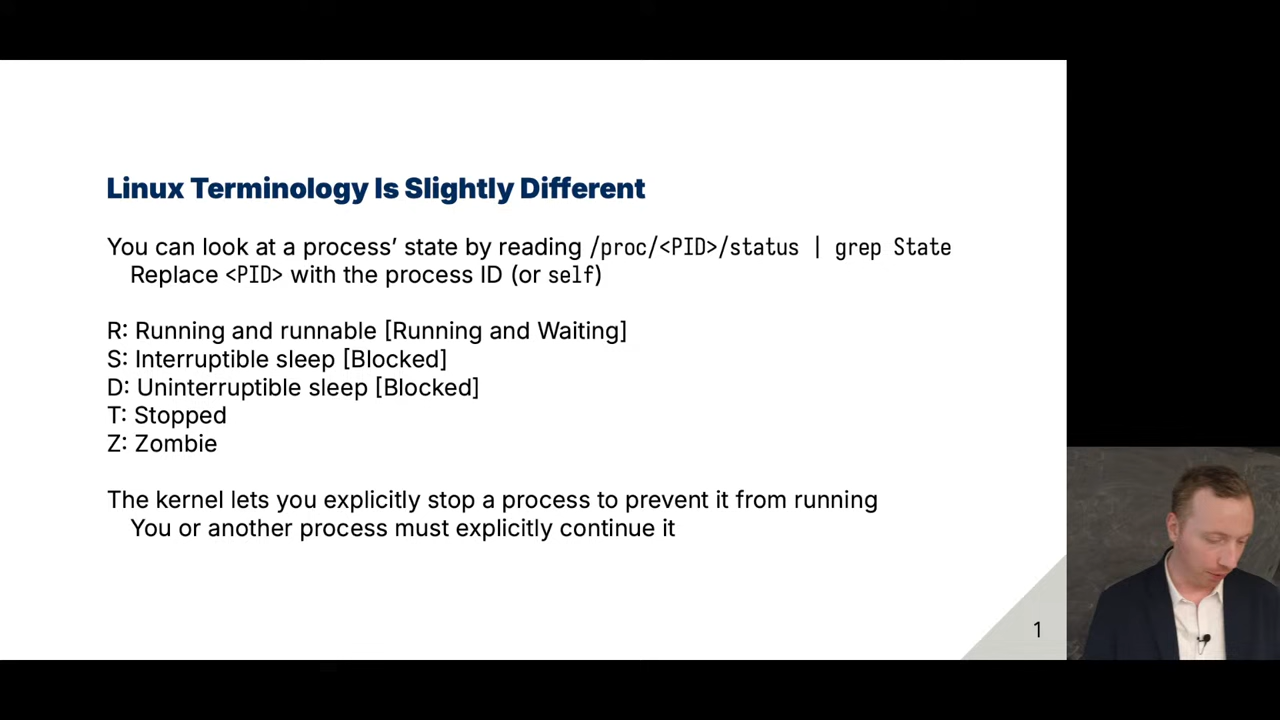 Linux Terminology Is Slightly Different
You can look at a process’ state by reading /proc/<PID>/status | grep State
Replace <PID> with the process ID (or self)
R: Running and runnable [Running and Waiting]
S: Interruptible sleep [Blocked]
D: Uninterruptible sleep [Blocked]
T: Stopped
Z: Zombie
The kernel lets you explicitly stop a process to prevent it from running
You or another process must explicitly continue it
1